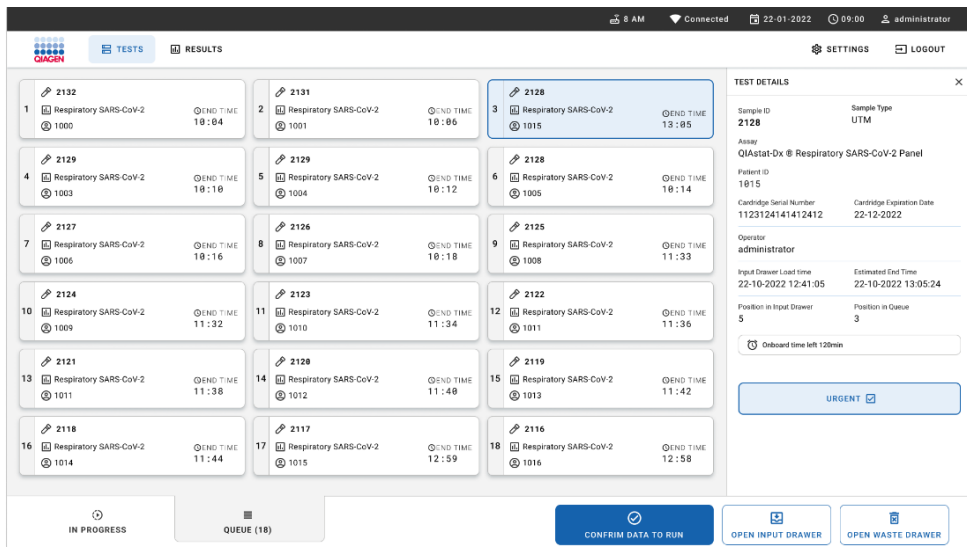 8 AM Connected 22-01-2022 09:00 administrator
QIAGEN TESTS RESULTS SETTINGS LOGOUT
1 2132 Respiratory SARS-CoV-2 1000 END TIME 10:04
2 2131 Respiratory SARS-CoV-2 1001 END TIME 10:06
3 2128 Respiratory SARS-CoV-2 1015 END TIME 13:05
4 2129 Respiratory SARS-CoV-2 1003 END TIME 10:10
5 2129 Respiratory SARS-CoV-2 1004 END TIME 10:12
6 2128 Respiratory SARS-CoV-2 1005 END TIME 10:14
7 2127 Respiratory SARS-CoV-2 1006 END TIME 10:16
8 2126 Respiratory SARS-CoV-2 1007 END TIME 10:18
9 2125 Respiratory SARS-CoV-2 1008 END TIME 11:33
10 2124 Respiratory SARS-CoV-2 1009 END TIME 11:32
11 2123 Respiratory SARS-CoV-2 1010 END TIME 11:34
12 2122 Respiratory SARS-CoV-2 1011 END TIME 11:36
13 2121 Respiratory SARS-CoV-2 1011 END TIME 11:38
14 2120 Respiratory SARS-CoV-2 1012 END TIME 11:40
15 2119 Respiratory SARS-CoV-2 1013 END TIME 11:42
16 2118 Respiratory SARS-CoV-2 1014 END TIME 11:44
17 2117 Respiratory SARS-CoV-2 1015 END TIME 12:59
18 2116 Respiratory SARS-CoV-2 1016 END TIME 12:58
TEST DETAILS
Sample ID Sample Type
2128 UTM
Assay
QIAstat-Dx ® Respiratory SARS-CoV-2 Panel
Patient ID
1015
Cardridge Serial Number Cardridge Expiration Date
1123124141412412 22-12-2022
Operator
administrator
Input Drawer Load time Estimated End Time
22-10-2022 12:41:05 22-10-2022 13:05:24
Position in Input Drawer Position in Queue
5 3
Onboard time left 120min
URGENT
IN PROGRESS QUEUE (18) CONFRIM DATA TO RUN OPEN INPUT DRAWER OPEN WASTE DRAWER